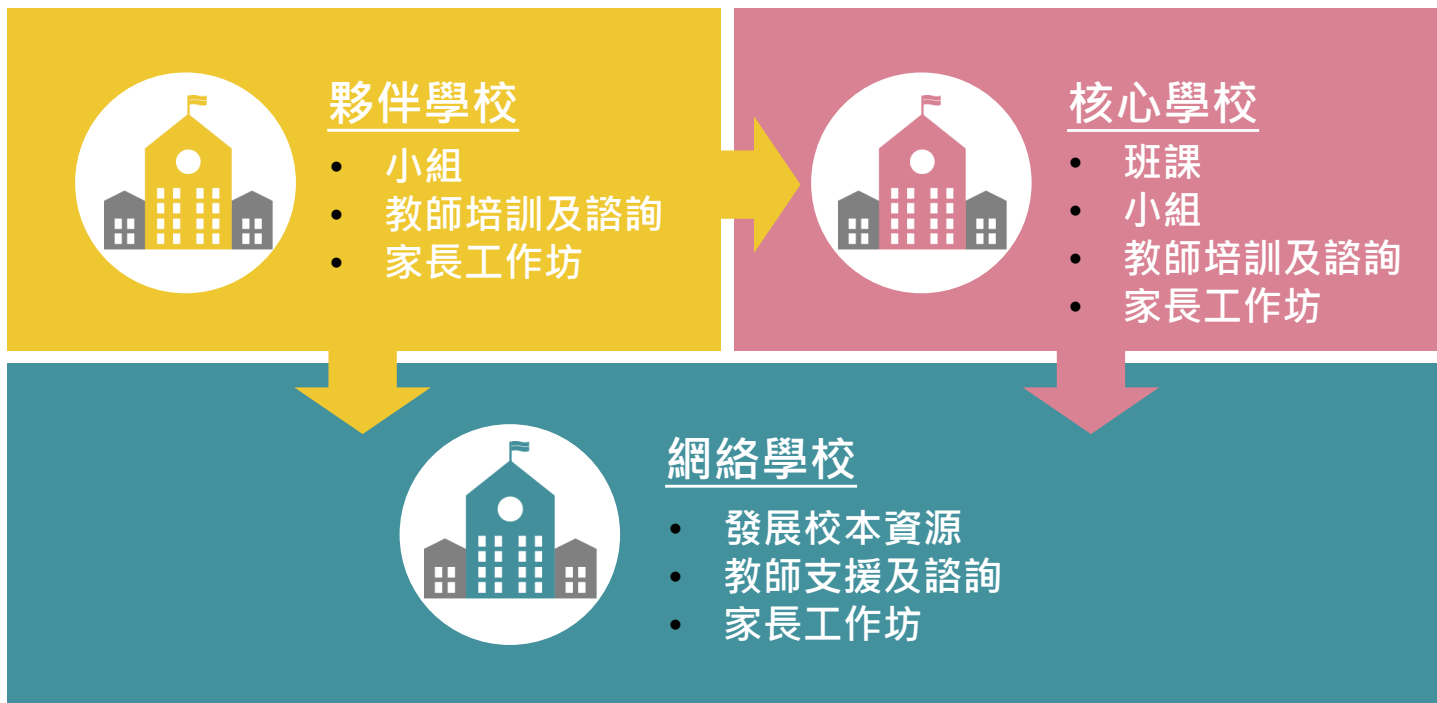 夥伴學校
• 小組
• 教師培訓及諮詢
• 家長工作坊
核心學校
• 班課
• 小組
• 教師培訓及諮詢
• 家長工作坊
網絡學校
• 發展校本資源
• 教師支援及諮詢
• 家長工作坊